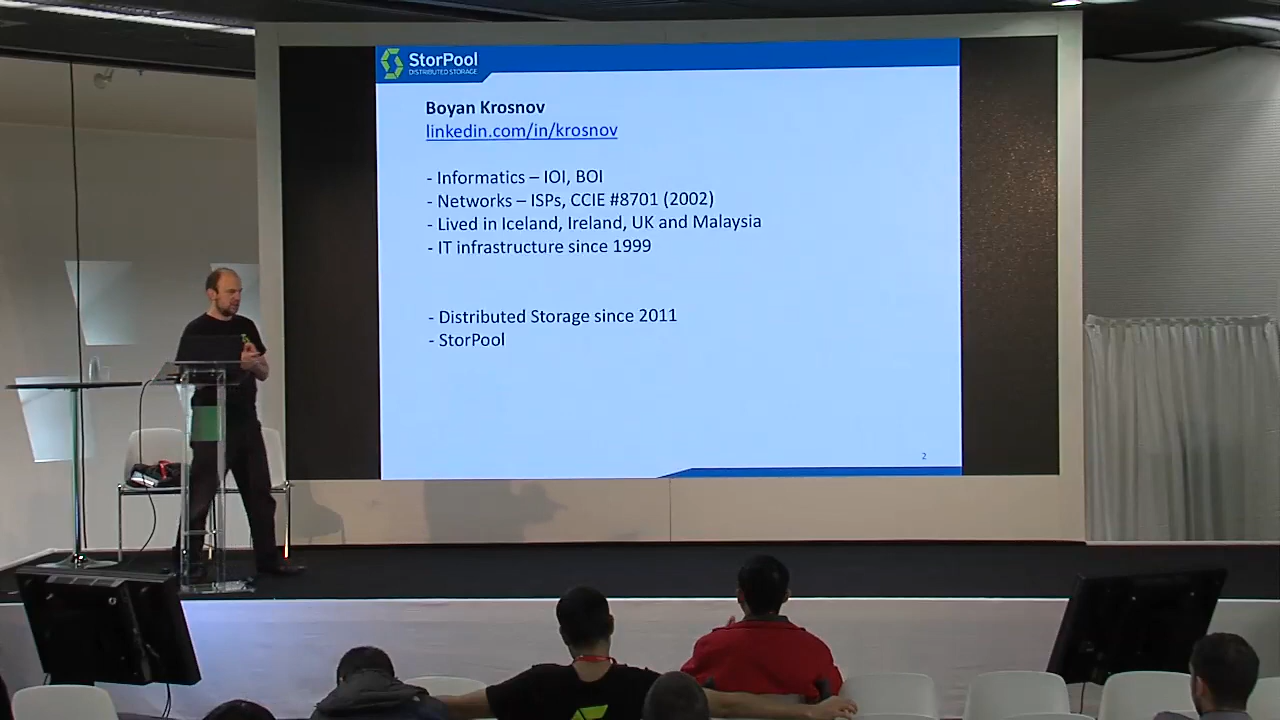 StorPool
DISTRIBUTED STORAGE
Boyan Krosnov
linkedin.com/in/krosnov
- Informatics – IOI, BOI
- Networks – ISPs, CCIE #8701 (2002)
- Lived in Iceland, Ireland, UK and Malaysia
- IT infrastructure since 1999
- Distributed Storage since 2011
- StorPool
2